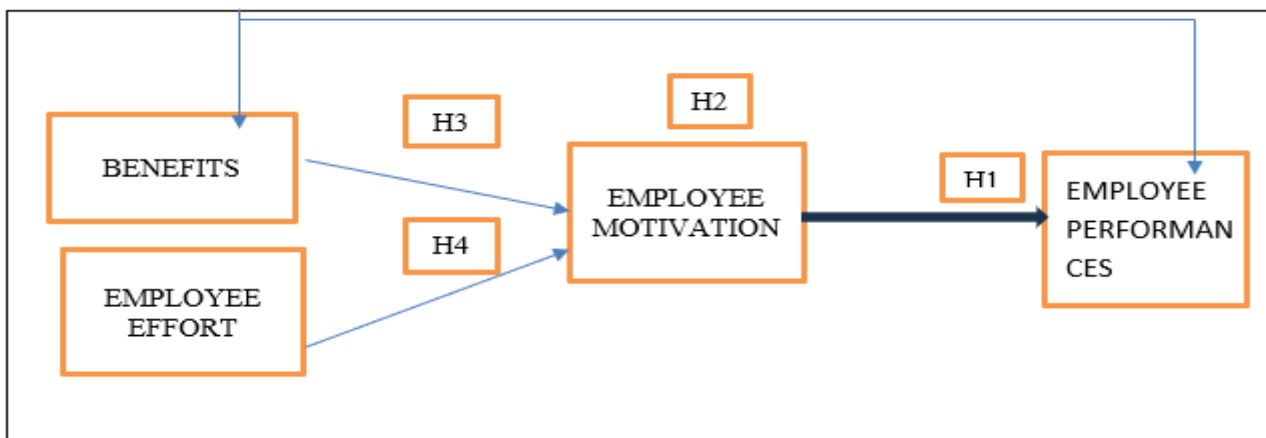 H2
H3
BENEFITS
EMPLOYEE
MOTIVATION
H1
EMPLOYEE
PERFORMAN
CES
H4
EMPLOYEE
EFFORT